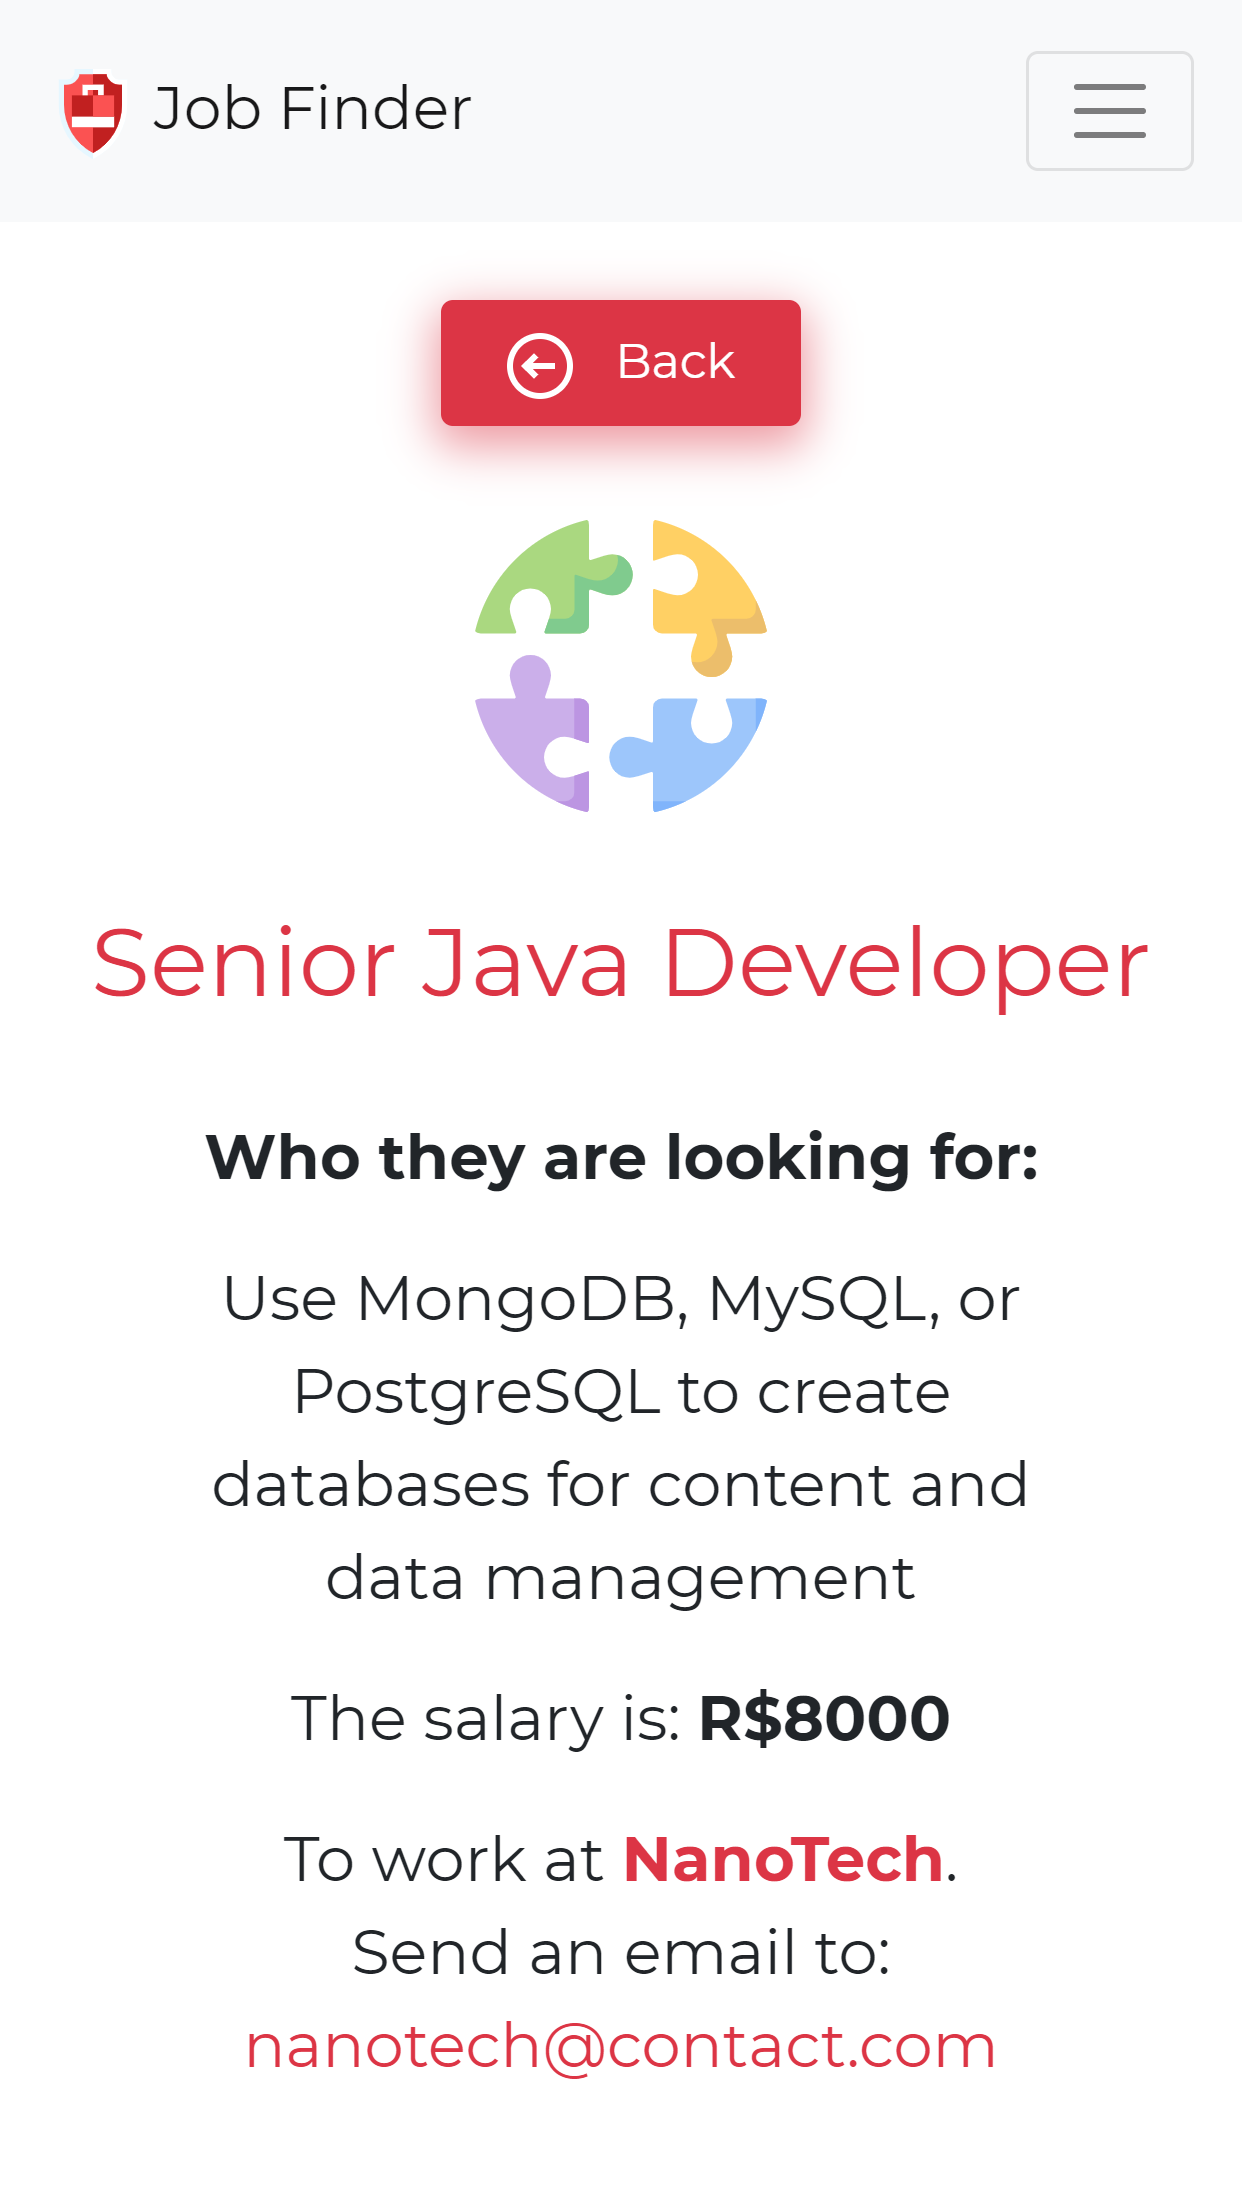 Job Finder
Back
Senior Java Developer
Who they are looking for:
Use MongoDB, MySQL, or
PostgreSQL to create
databases for content and
data management
The salary is: R$8000
To work at NanoTech.
Send an email to:
nanotech@contact.com